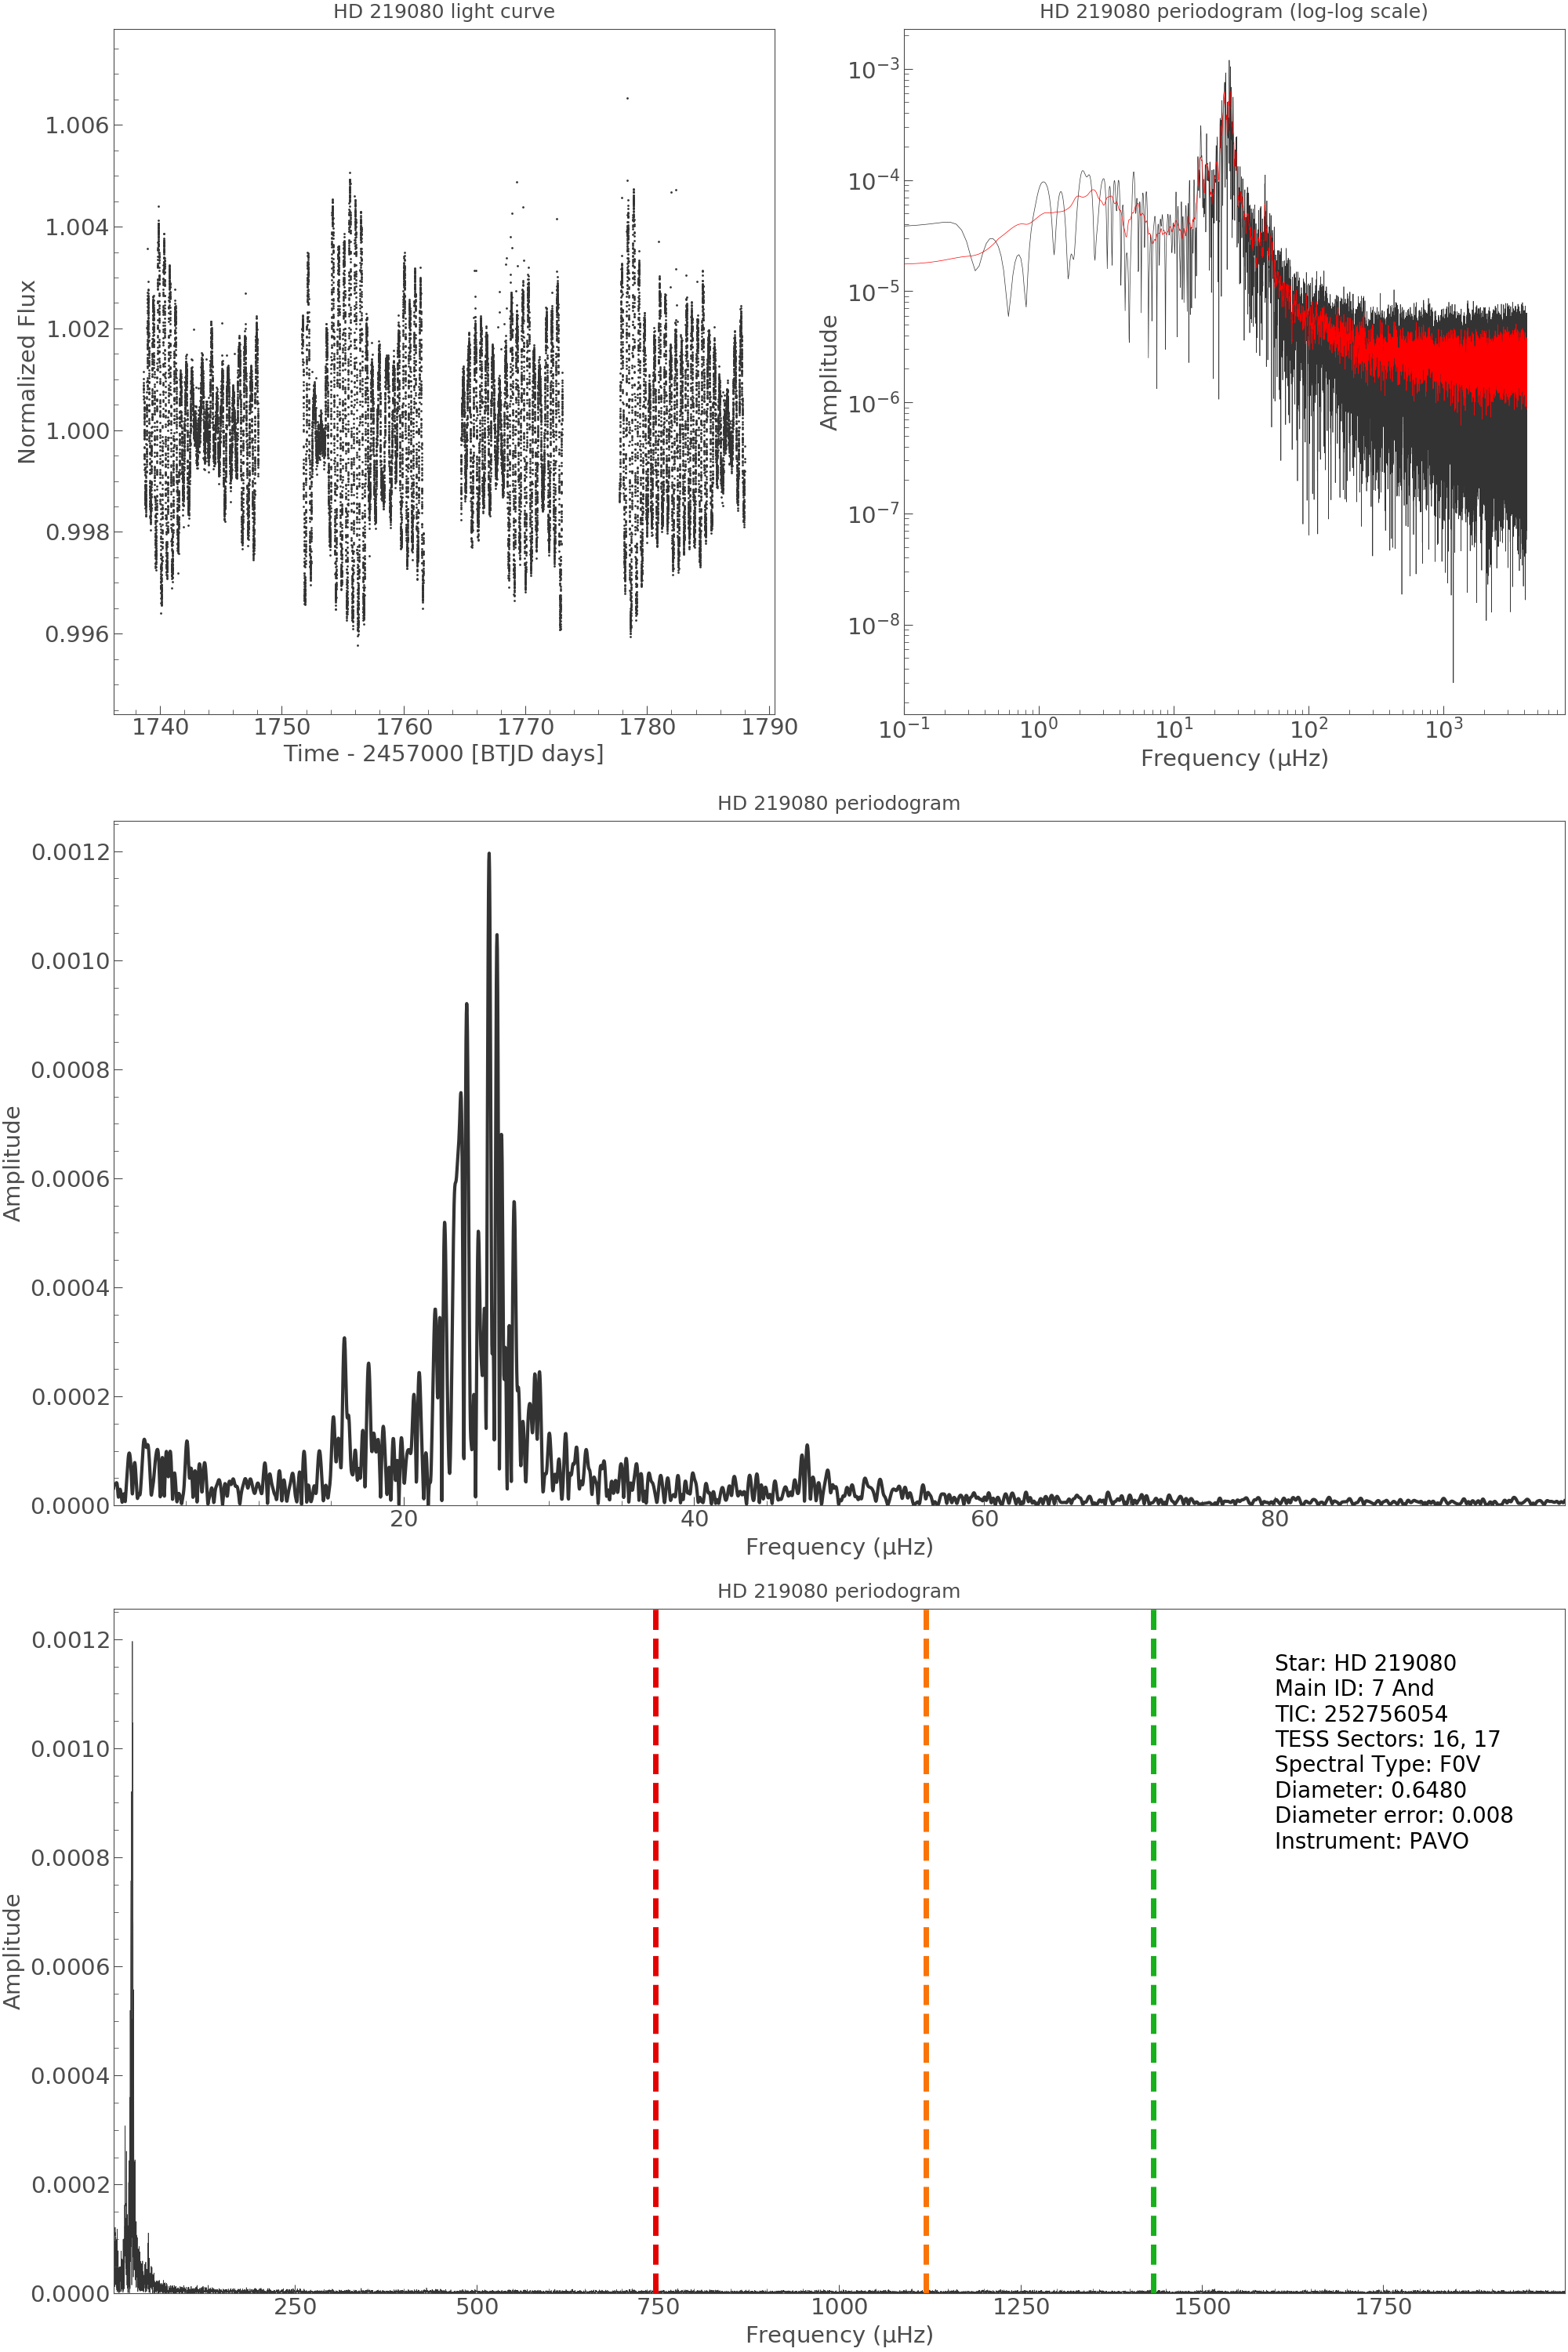 HD 219080 light curve
1.006
1.004
1.002
1.000
0.998
0.996
Normalized Flux
1740 1750 1760 1770 1780 1790
Time - 2457000 [BTJD days]
HD 219080 periodogram (log-log scale)
10⁻³
10⁻⁴
10⁻⁵
10⁻⁶
10⁻⁷
10⁻⁸
Amplitude
10⁻¹ 10⁰ 10¹ 10² 10³
Frequency (μHz)
HD 219080 periodogram
0.0012
0.0010
0.0008
0.0006
0.0004
0.0002
0.0000
Amplitude
20 40 60 80
Frequency (μHz)
HD 219080 periodogram
0.0012
0.0010
0.0008
0.0006
0.0004
0.0002
0.0000
Amplitude
Star: HD 219080
Main ID: 7 And
TIC: 252756054
TESS Sectors: 16, 17
Spectral Type: F0V
Diameter: 0.6480
Diameter error: 0.008
Instrument: PAVO
250 500 750 1000 1250 1500 1750
Frequency (μHz)